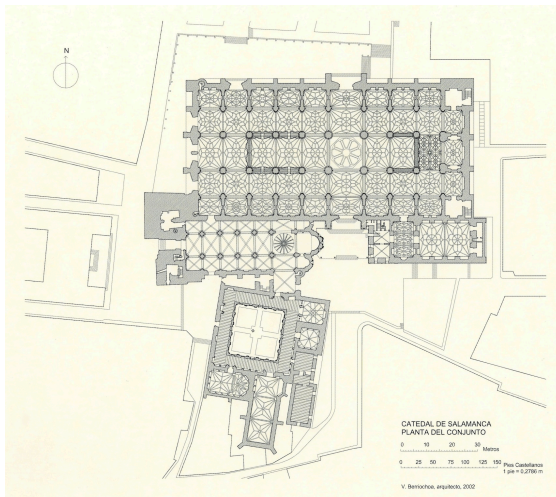 N
CATEDAL DE SALAMANCA
PLANTA DEL CONJUNTO
0 10 20 30 Metros
0 25 50 75 100 125 150 Pies Castellanos
1 pie = 0,2786 m
V. Berriochoa, arquitecto, 2002